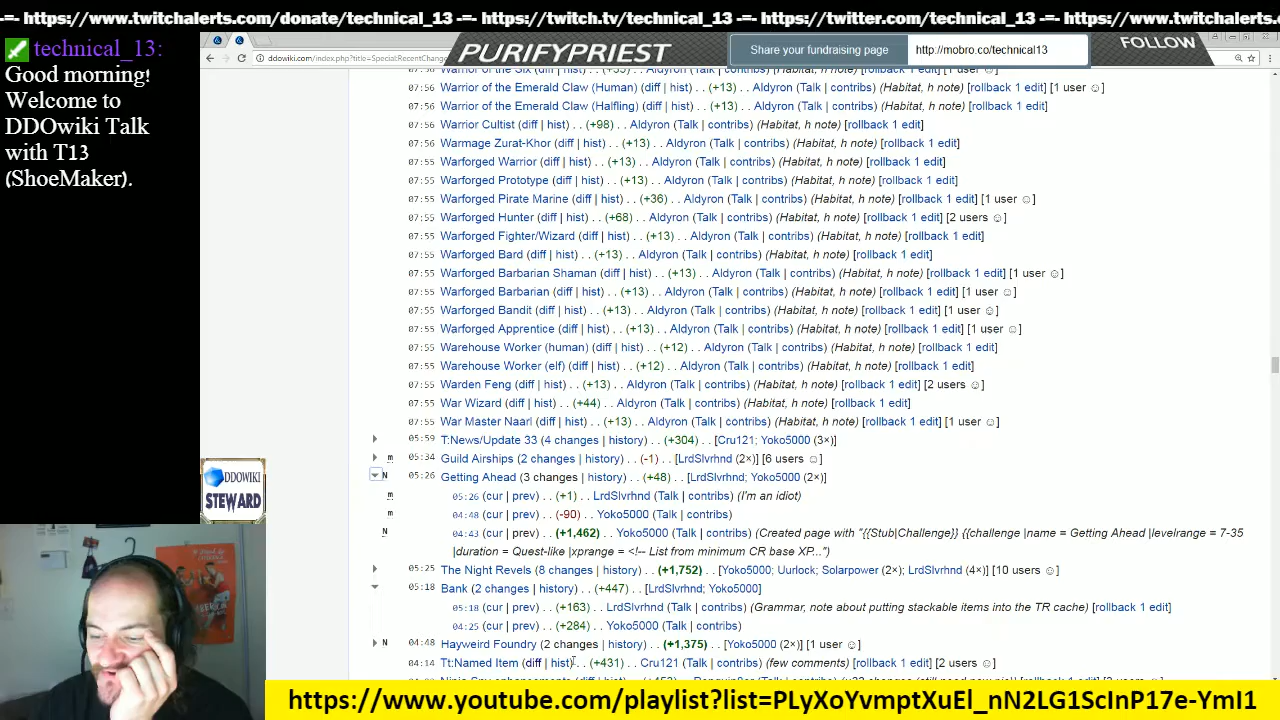 -=- https://www.twitchalerts.com/donate/technical_13 -=- https://twitch.tv/technical_13 -=- https://twitter.com/technical_13 -=- https://www.twitchalerts.c
technical_13:
Good morning!
Welcome to
DDOwiki Talk
with T13
(ShoeMaker).
PURIFYPRIEST
Share your fundraising page
http://mobro.co/technical13
FOLLOW
ddowiki.com/index.php?title=Special:RecentChange
07:56 Warrior of the Emerald Claw (Human) (diff | hist) . . (+13) . . Aldyron (Talk | contribs) (Habitat, h note) [rollback 1 edit] [1 user ☺]
07:56 Warrior of the Emerald Claw (Halfling) (diff | hist) . . (+13) . . Aldyron (Talk | contribs) (Habitat, h note) [rollback 1 edit]
07:56 Warrior Cultist (diff | hist) . . (+98) . . Aldyron (Talk | contribs) (Habitat, h note) [rollback 1 edit]
07:56 Warmage Zurat-Khor (diff | hist) . . (+13) . . Aldyron (Talk | contribs) (Habitat, h note) [rollback 1 edit]
07:55 Warforged Warrior (diff | hist) . . (+13) . . Aldyron (Talk | contribs) (Habitat, h note) [rollback 1 edit]
07:55 Warforged Prototype (diff | hist) . . (+13) . . Aldyron (Talk | contribs) (Habitat, h note) [rollback 1 edit]
07:55 Warforged Pirate Marine (diff | hist) . . (+36) . . Aldyron (Talk | contribs) (Habitat, h note) [rollback 1 edit] [1 user ☺]
07:55 Warforged Hunter (diff | hist) . . (+68) . . Aldyron (Talk | contribs) (Habitat, h note) [rollback 1 edit] [2 users ☺]
07:55 Warforged Fighter/Wizard (diff | hist) . . (+13) . . Aldyron (Talk | contribs) (Habitat, h note) [rollback 1 edit]
07:55 Warforged Bard (diff | hist) . . (+13) . . Aldyron (Talk | contribs) (Habitat, h note) [rollback 1 edit]
07:55 Warforged Barbarian Shaman (diff | hist) . . (+13) . . Aldyron (Talk | contribs) (Habitat, h note) [rollback 1 edit] [1 user ☺]
07:55 Warforged Barbarian (diff | hist) . . (+13) . . Aldyron (Talk | contribs) (Habitat, h note) [rollback 1 edit] [1 user ☺]
07:55 Warforged Bandit (diff | hist) . . (+13) . . Aldyron (Talk | contribs) (Habitat, h note) [rollback 1 edit] [1 user ☺]
07:55 Warforged Apprentice (diff | hist) . . (+13) . . Aldyron (Talk | contribs) (Habitat, h note) [rollback 1 edit] [1 user ☺]
07:55 Warehouse Worker (human) (diff | hist) . . (+12) . . Aldyron (Talk | contribs) (Habitat, h note) [rollback 1 edit]
07:55 Warehouse Worker (elf) (diff | hist) . . (+12) . . Aldyron (Talk | contribs) (Habitat, h note) [rollback 1 edit]
07:55 Warden Feng (diff | hist) . . (+13) . . Aldyron (Talk | contribs) (Habitat, h note) [rollback 1 edit] [2 users ☺]
07:55 War Wizard (diff | hist) . . (+44) . . Aldyron (Talk | contribs) (Habitat, h note) [rollback 1 edit]
07:55 War Master Naarl (diff | hist) . . (+13) . . Aldyron (Talk | contribs) (Habitat, h note) [rollback 1 edit] [1 user ☺]
05:59 T:News/Update 33 (4 changes | history) . . (+304) . . [Cru121; Yoko5000 (3×)]
m 05:34 Guild Airships (2 changes | history) . . (-1) . . [LrdSlvrhnd (2×)] [6 users ☺]
N 05:26 Getting Ahead (3 changes | history) . . (+48) . . [LrdSlvrhnd; Yoko5000 (2×)]
m 05:26 (cur | prev) . . (+1) . . LrdSlvrhnd (Talk | contribs) (I'm an idiot)
m 04:48 (cur | prev) . . (-90) . . Yoko5000 (Talk | contribs)
N 04:43 (cur | prev) . . (+1,462) . . Yoko5000 (Talk | contribs) (Created page with "{{Stub|Challenge}} {{challenge |name = Getting Ahead |levelrange = 7-35
|duration = Quest-like |xprange = <!-- List from minimum CR base XP...")
05:25 The Night Revels (8 changes | history) . . (+1,752) . . [Yoko5000; Uurlock; Solarpower (2×); LrdSlvrhnd (4×)] [10 users ☺]
05:18 Bank (2 changes | history) . . (+447) . . [LrdSlvrhnd; Yoko5000]
05:18 (cur | prev) . . (+163) . . LrdSlvrhnd (Talk | contribs) (Grammar, note about putting stackable items into the TR cache) [rollback 1 edit]
04:25 (cur | prev) . . (+284) . . Yoko5000 (Talk | contribs)
N 04:48 Hayweird Foundry (2 changes | history) . . (+1,375) . . [Yoko5000 (2×)] [1 user ☺]
04:14 Tt:Named Item (diff | hist) . . (+431) . . Cru121 (Talk | contribs) (few comments) [rollback 1 edit] [2 users ☺]
DDOWIKI
STEWARD
https://www.youtube.com/playlist?list=PLyXoYvmptXuEl_nN2LG1ScInP17e-YmI1